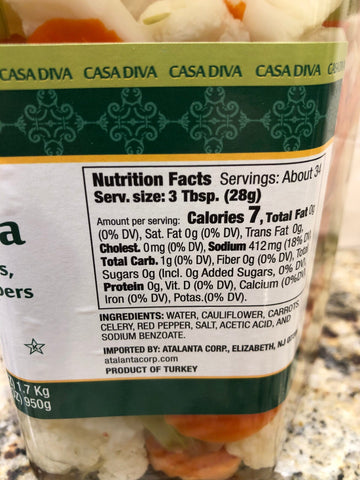 CASA DIVA CASA DIVA CASA DIVA CASA DIVA
Nutrition Facts Servings: About 34
Serv. size: 3 Tbsp. (28g)
Amount per serving: Calories 7, Total Fat 0g
(0% DV), Sat. Fat 0g (0% DV), Trans Fat 0g,
Cholest. 0mg (0% DV), Sodium 412mg (18% DV),
Total Carb. 1g (0% DV), Fiber 0g (0% DV), Total
Sugars 0g (Incl. 0g Added Sugars, 0% DV),
Protein 0g, Vit. D (0% DV), Calcium (0% DV),
Iron (0% DV), Potas.(0% DV).
INGREDIENTS: WATER, CAULIFLOWER, CARROTS,
CELERY, RED PEPPER, SALT, ACETIC ACID, AND
SODIUM BENZOATE.
IMPORTED BY: ATALANTA CORP., ELIZABETH, NJ
atalantacorp.com
PRODUCT OF TURKEY
a
s,
pers
) 1.7 Kg
oz) 950g